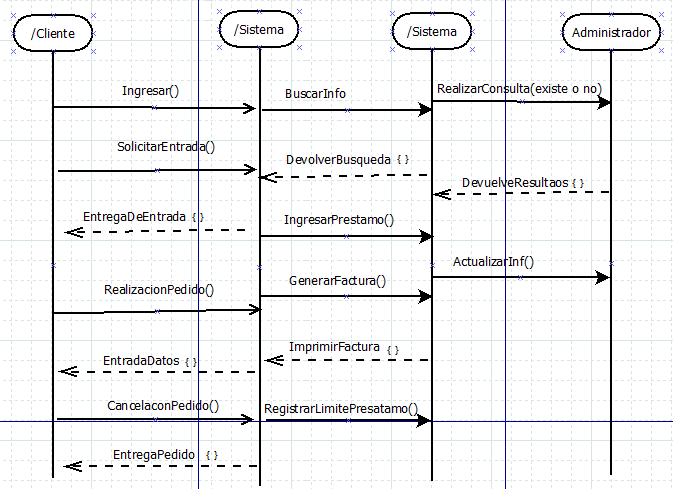 /Cliente
/Sistema
/Sistema
Administrador
Ingresar()
BuscarInfo
RealizarConsulta(existe o no)
SolicitarEntrada()
DevolverBusqueda { }
DevuelveResultaos { }
EntregaDeEntrada { }
IngresarPrestamo()
ActualizarInf()
RealizacionPedido()
GenerarFactura()
EntradaDatos { }
ImprimirFactura { }
CancelaconPedido()
RegistrarLimitePresatamo()
EntregaPedido { }